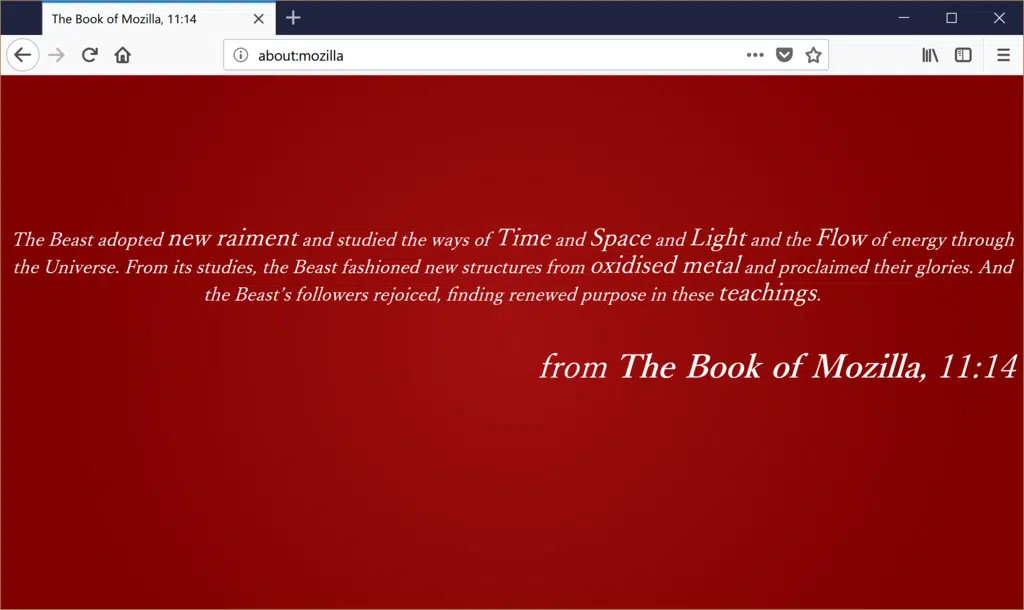 The Book of Mozilla, 11:14
about:mozilla
The Beast adopted new raiment and studied the ways of Time and Space and Light and the Flow of energy through
the Universe. From its studies, the Beast fashioned new structures from oxidised metal and proclaimed their glories. And
the Beast’s followers rejoiced, finding renewed purpose in these teachings.
from The Book of Mozilla, 11:14